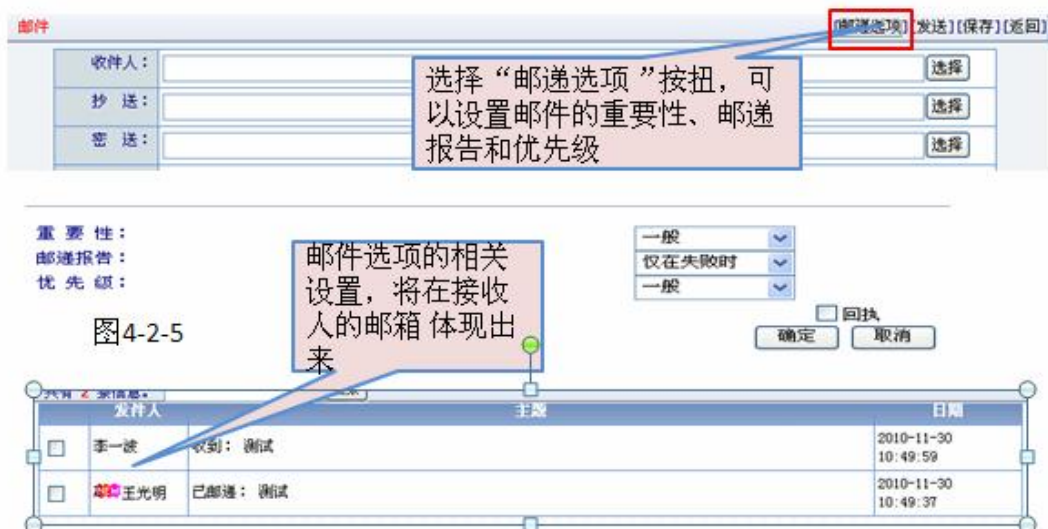 邮件
[邮递选项][发送][保存][返回]
收件人：
选择
抄 送：
选择
密 送：
选择
选择“邮递选项”按扭，可
以设置邮件的重要性、邮递
报告和优先级
重 要 性：
一般
邮递报告：
仅在失败时
优 先 级：
一般
回执
确定
取消
邮件选项的相关
设置，将在接收
人的邮箱 体现出
来
图4-2-5
共有 2 条信息。
发件人
主题
日期
李一波
收到： 测试
2010-11-30
10:49:59
王光明
已邮递： 测试
2010-11-30
10:49:37